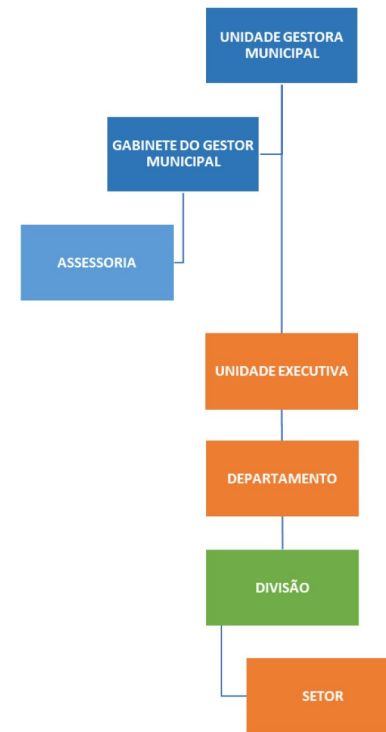 UNIDADE GESTORA
MUNICIPAL
GABINETE DO GESTOR
MUNICIPAL
ASSESSORIA
UNIDADE EXECUTIVA
DEPARTAMENTO
DIVISÃO
SETOR